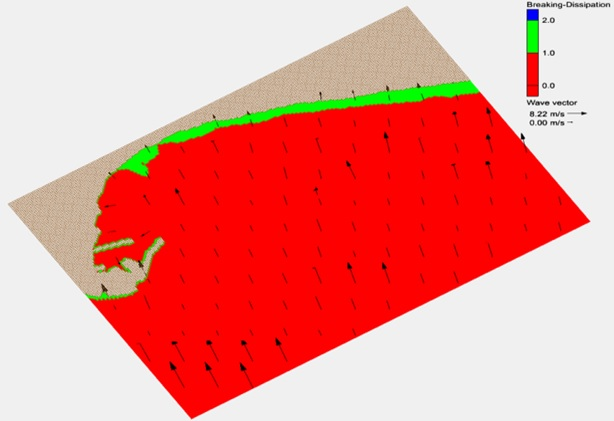 Breaking-Dissipation
2.0
1.0
0.0
Wave vector
8.22 m/s
0.00 m/s